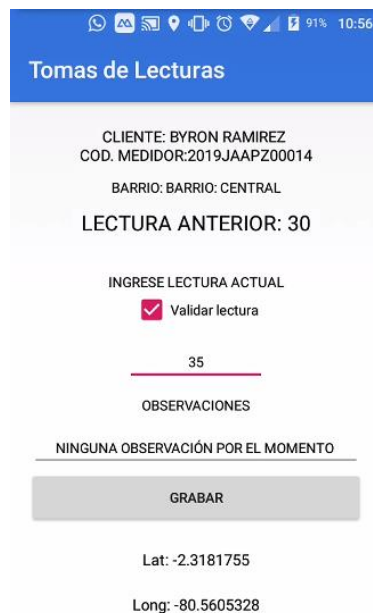 91% 10:56
Tomas de Lecturas
CLIENTE: BYRON RAMIREZ
COD. MEDIDOR:2019JAAPZ00014
BARRIO: BARRIO: CENTRAL
LECTURA ANTERIOR: 30
INGRESE LECTURA ACTUAL
Validar lectura
35
OBSERVACIONES
NINGUNA OBSERVACIÓN POR EL MOMENTO
GRABAR
Lat: -2.3181755
Long: -80.5605328